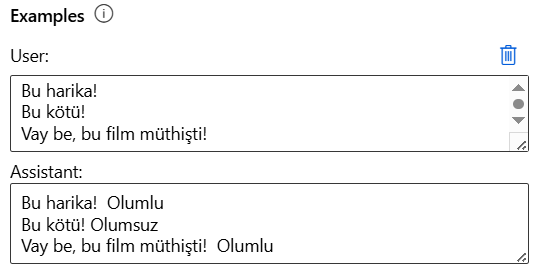 Examples
User:
Bu harika!
Bu kötü!
Vay be, bu film müthişti!
Assistant:
Bu harika!  Olumlu
Bu kötü! Olumsuz
Vay be, bu film müthişti!  Olumlu